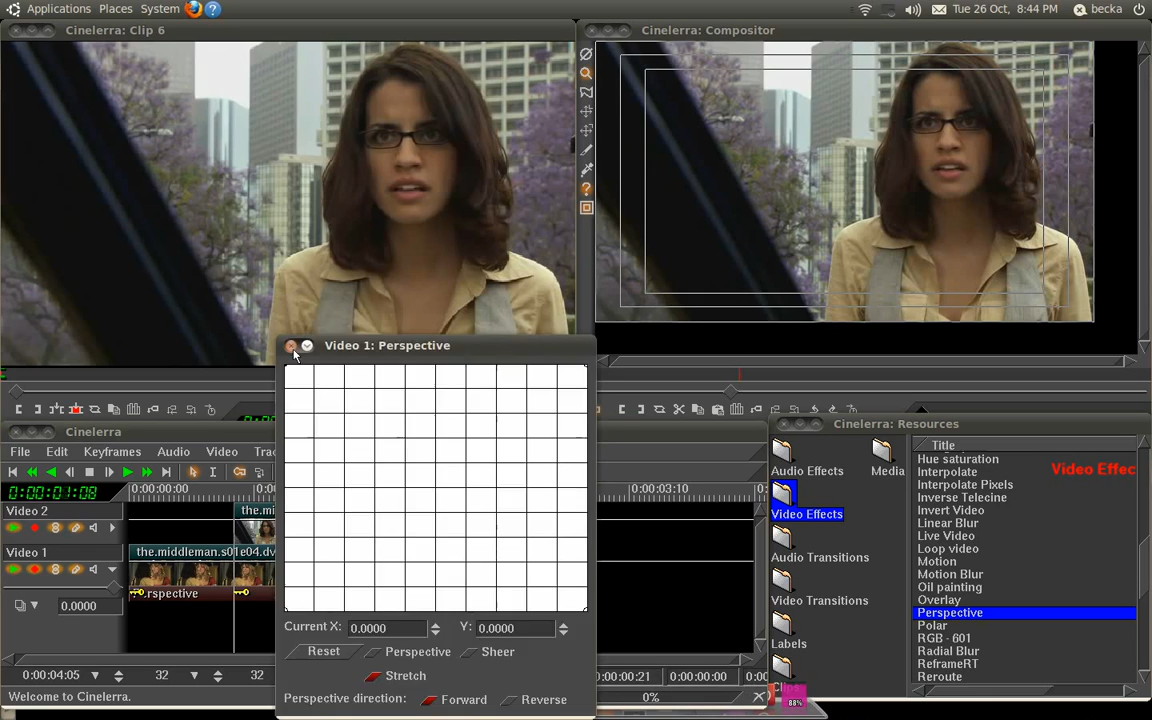 Applications Places System
Tue 26 Oct, 8:44 PM becka
Cinelerra: Clip 6
Cinelerra: Compositor
Video 1: Perspective
Cinelerra
File Edit Keyframes Audio Video
0:00:01:08
0:00:00:00
0:00:03:10
Video 2
the.mi
Video 1
the.middleman.s01e04.dv
rspective
0.0000
0:00:04:05 32 32
:00:00:21 0:00:00:00
Welcome to Cinelerra.
0%
Current X: 0.0000 Y: 0.0000
Reset Perspective Sheer
Stretch
Perspective direction: Forward Reverse
Cinelerra: Resources
Audio Effects
Media
Video Effects
Audio Transitions
Video Transitions
Labels
Clips
88%
Title
Video Effec
Hue saturation
Interpolate
Interpolate Pixels
Inverse Telecine
Invert Video
Linear Blur
Live Video
Loop video
Motion
Motion Blur
Oil painting
Overlay
Perspective
Polar
RGB - 601
Radial Blur
ReframeRT
Reroute